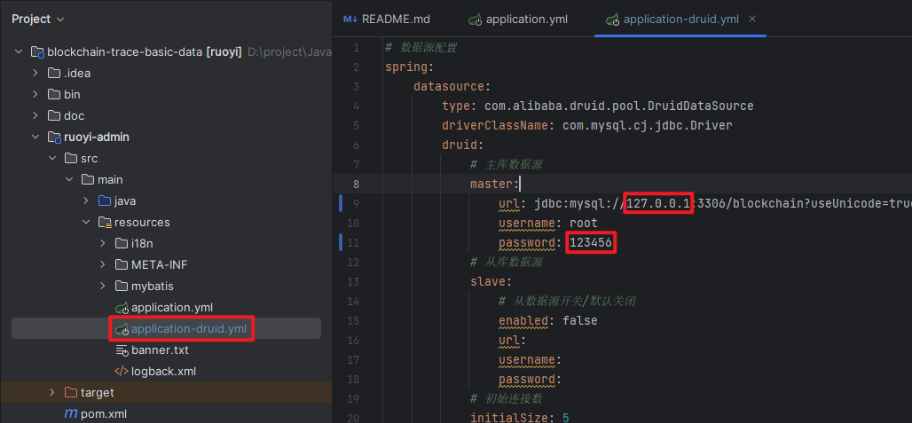 Project
blockchain-trace-basic-data [ruoyi] D:\project\Java
.idea
bin
doc
ruoyi-admin
src
main
java
resources
i18n
META-INF
mybatis
application.yml
application-druid.yml
banner.txt
logback.xml
target
pom.xml
README.md application.yml application-druid.yml
1 # 数据源配置
2 spring:
3 datasource:
4 type: com.alibaba.druid.pool.DruidDataSource
5 driverClassName: com.mysql.cj.jdbc.Driver
6 druid:
7 # 主库数据源
8 master:
9 url: jdbc:mysql://127.0.0.1:3306/blockchain?useUnicode=true
10 username: root
11 password: 123456
12 # 从库数据源
13 slave:
14 # 从数据源开关/默认关闭
15 enabled: false
16 url:
17 username:
18 password:
19 # 初始连接数
20 initialSize: 5